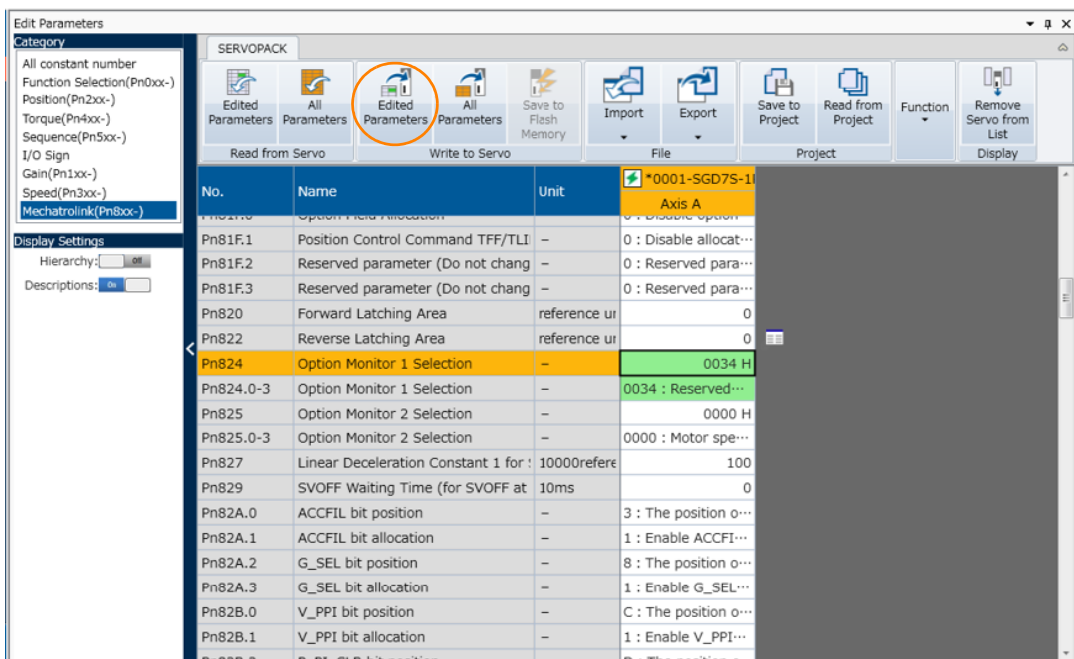 Edit Parameters
Category
All constant number
Function Selection(Pn0xx-)
Position(Pn2xx-)
Torque(Pn4xx-)
Sequence(Pn5xx-)
I/O Sign
Gain(Pn1xx-)
Speed(Pn3xx-)
Mechatrolink(Pn8xx-)
Display Settings
Hierarchy: Off
Descriptions: On
SERVOPACK
Edited Parameters
All Parameters
Read from Servo
Edited Parameters
All Parameters
Save to Flash Memory
Write to Servo
Import
Export
File
Save to Project
Read from Project
Project
Function
Remove Servo from List
Display
No. Name Unit *0001-SGD7S-1
Axis A
Pn81F.1 Position Control Command TFF/TLI – 0 : Disable allocat···
Pn81F.2 Reserved parameter (Do not chang – 0 : Reserved para···
Pn81F.3 Reserved parameter (Do not chang – 0 : Reserved para···
Pn820 Forward Latching Area reference ur 0
Pn822 Reverse Latching Area reference ur 0
Pn824 Option Monitor 1 Selection – 0034 H
Pn824.0-3 Option Monitor 1 Selection – 0034 : Reserved···
Pn825 Option Monitor 2 Selection – 0000 H
Pn825.0-3 Option Monitor 2 Selection – 0000 : Motor spe···
Pn827 Linear Deceleration Constant 1 for 10000refere 100
Pn829 SVOFF Waiting Time (for SVOFF at 10ms 0
Pn82A.0 ACCFIL bit position – 3 : The position o···
Pn82A.1 ACCFIL bit allocation – 1 : Enable ACCFI···
Pn82A.2 G_SEL bit position – 8 : The position o···
Pn82A.3 G_SEL bit allocation – 1 : Enable G_SEL···
Pn82B.0 V_PPI bit position – C : The position o···
Pn82B.1 V_PPI bit allocation – 1 : Enable V_PPI···